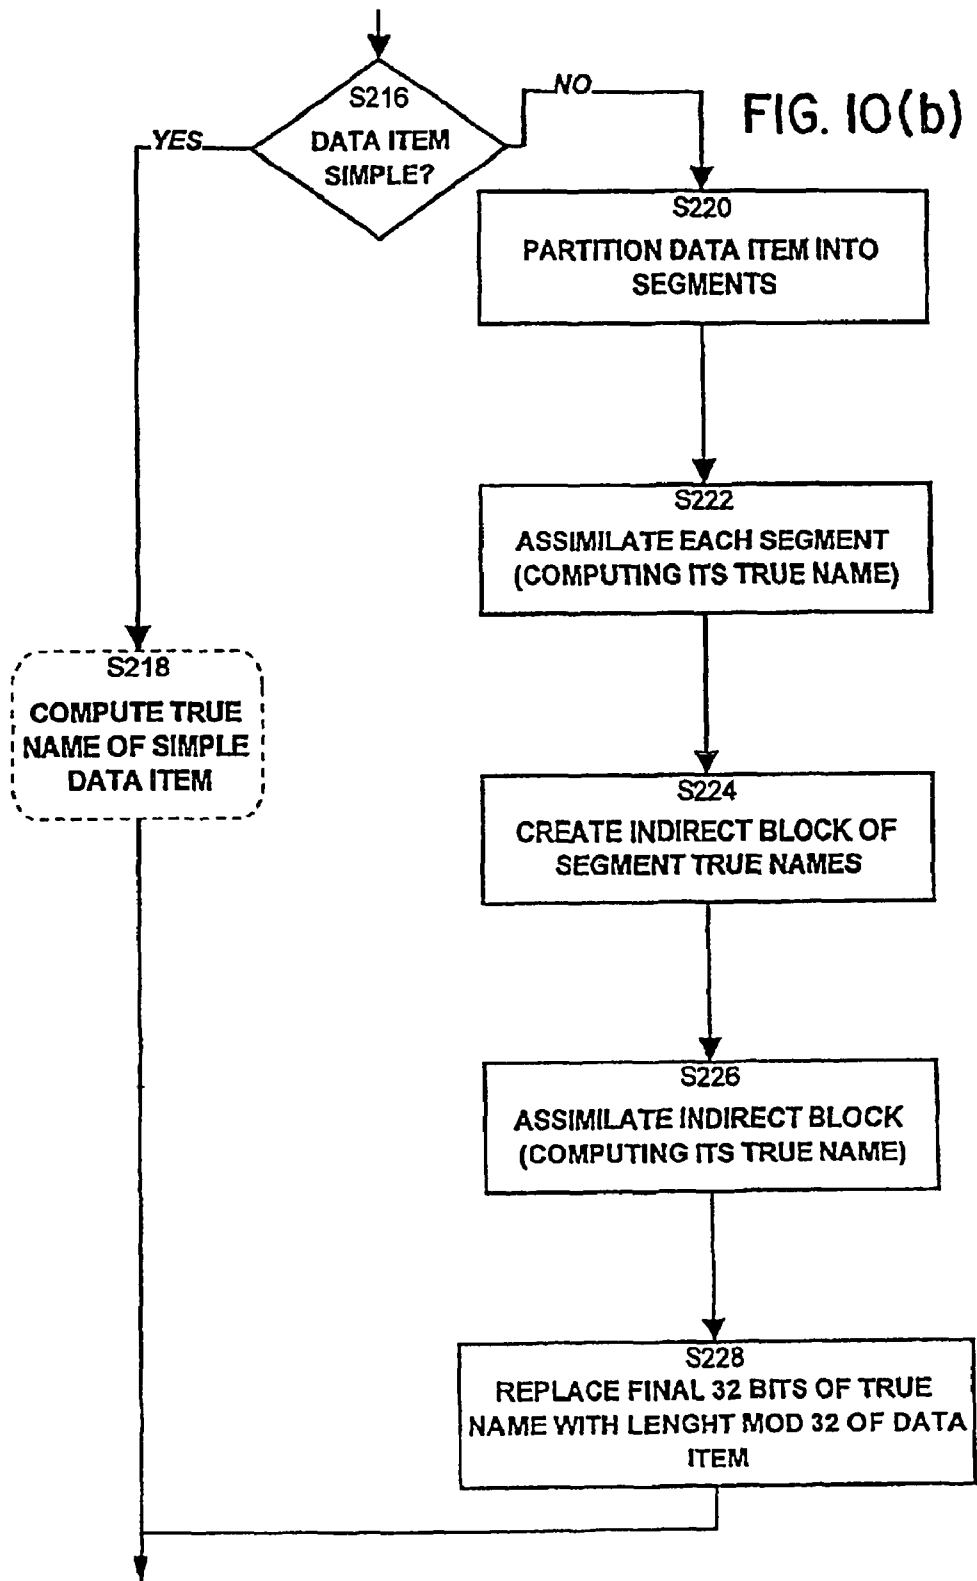 FIG. 10(b)
S216
DATA ITEM
SIMPLE?
YES
NO
S220
PARTITION DATA ITEM INTO
SEGMENTS
S222
ASSIMILATE EACH SEGMENT
(COMPUTING ITS TRUE NAME)
S218
COMPUTE TRUE
NAME OF SIMPLE
DATA ITEM
S224
CREATE INDIRECT BLOCK OF
SEGMENT TRUE NAMES
S226
ASSIMILATE INDIRECT BLOCK
(COMPUTING ITS TRUE NAME)
S228
REPLACE FINAL 32 BITS OF TRUE
NAME WITH LENGHT MOD 32 OF DATA
ITEM